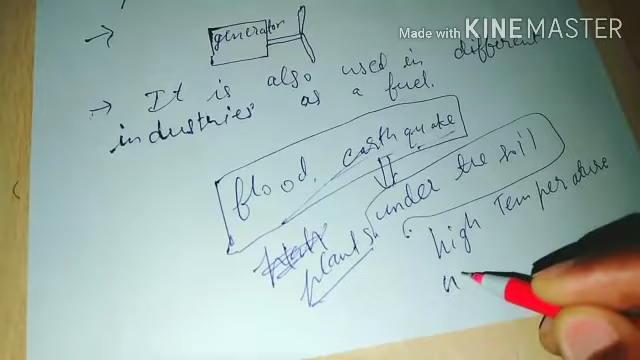 Made with KINEMASTER
→
generator
→ It is also used in different
industries as a fuel.
flood, earthquake
⇓
under the soil
plants.
high Temperature